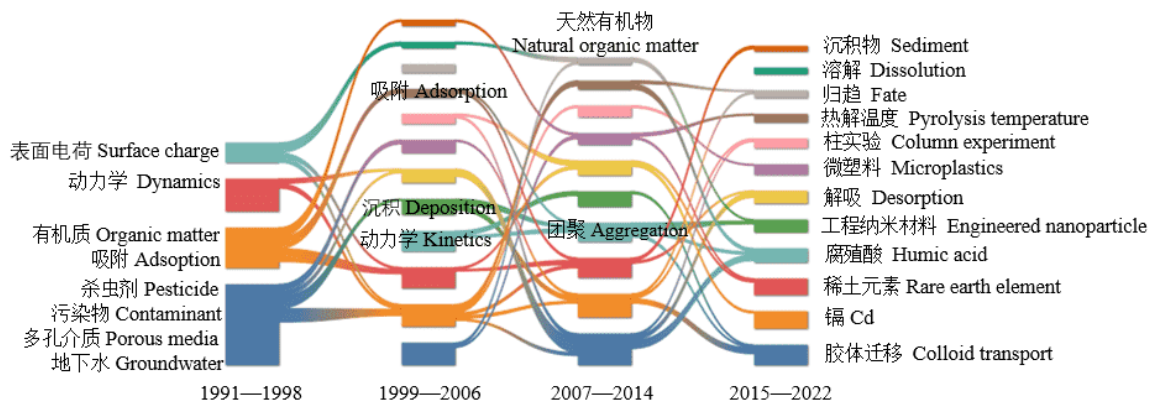 天然有机物
Natural organic matter
吸附 Adsorption
沉积 Deposition
动力学 Kinetics
团聚 Aggregation
表面电荷 Surface charge
动力学 Dynamics
有机质 Organic matter
吸附 Adsoption
杀虫剂 Pesticide
污染物 Contaminant
多孔介质 Porous media
地下水 Groundwater
沉积物 Sediment
溶解 Dissolution
归趋 Fate
热解温度 Pyrolysis temperature
柱实验 Column experiment
微塑料 Microplastics
解吸 Desorption
工程纳米材料 Engineered nanoparticle
腐殖酸 Humic acid
稀土元素 Rare earth element
镉 Cd
胶体迁移 Colloid transport
1991—1998
1999—2006
2007—2014
2015—2022